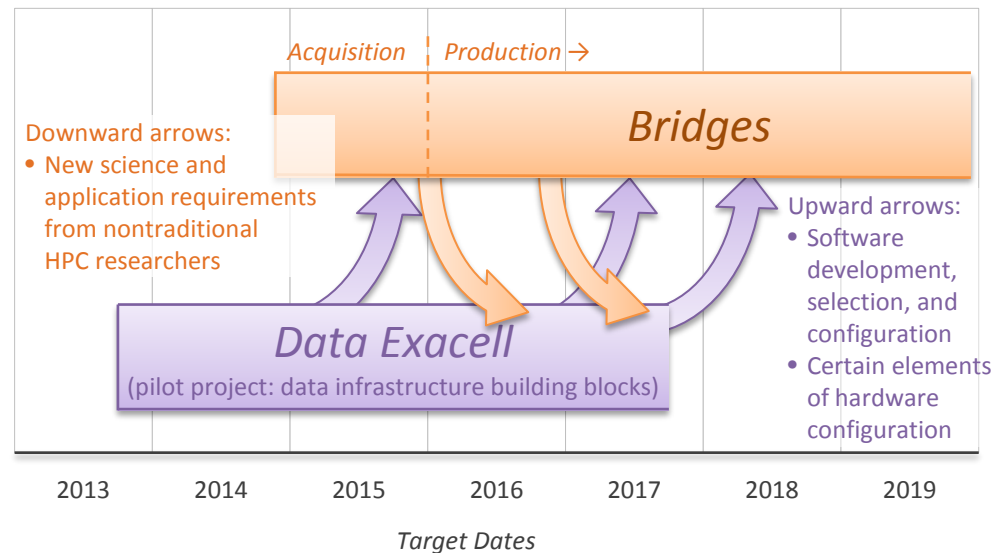 Acquisition
Production →
Bridges
Downward arrows:
• New science and
application requirements
from nontraditional
HPC researchers
Upward arrows:
• Software
development,
selection, and
configuration
• Certain elements
of hardware
configuration
Data Exacell
(pilot project: data infrastructure building blocks)
2013 2014 2015 2016 2017 2018 2019
Target Dates